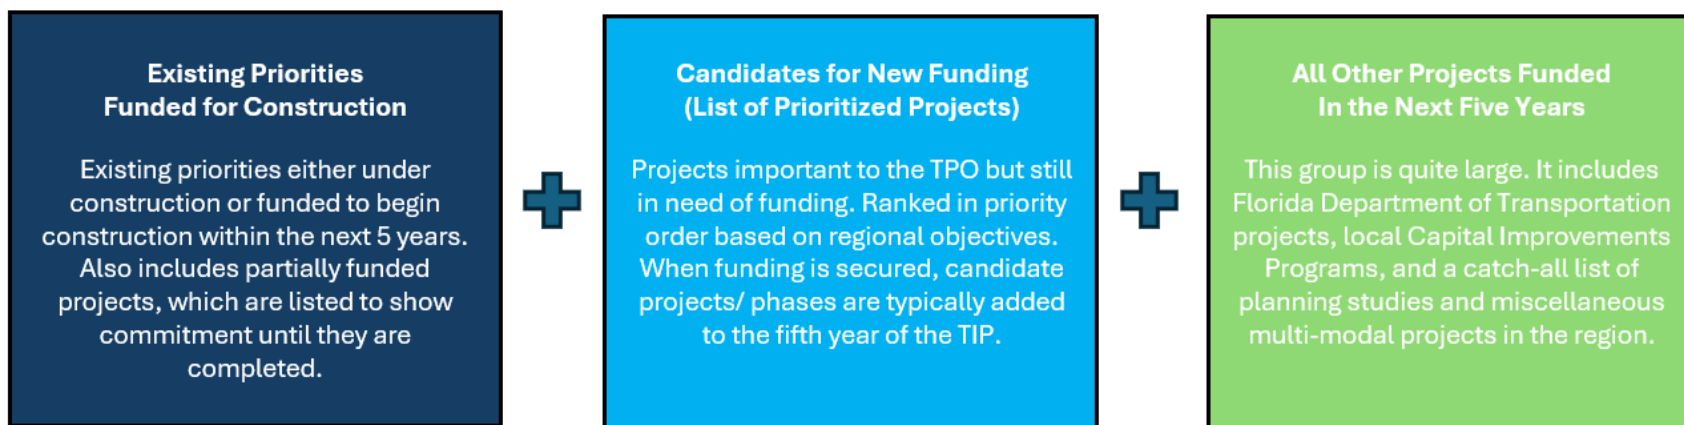 Existing Priorities
Funded for Construction
Existing priorities either under
construction or funded to begin
construction within the next 5 years.
Also includes partially funded
projects, which are listed to show
commitment until they are
completed.
Candidates for New Funding
(List of Prioritized Projects)
Projects important to the TPO but still
in need of funding. Ranked in priority
order based on regional objectives.
When funding is secured, candidate
projects/ phases are typically added
to the fifth year of the TIP.
All Other Projects Funded
In the Next Five Years
This group is quite large. It includes
Florida Department of Transportation
projects, local Capital Improvements
Programs, and a catch-all list of
planning studies and miscellaneous
multi-modal projects in the region.